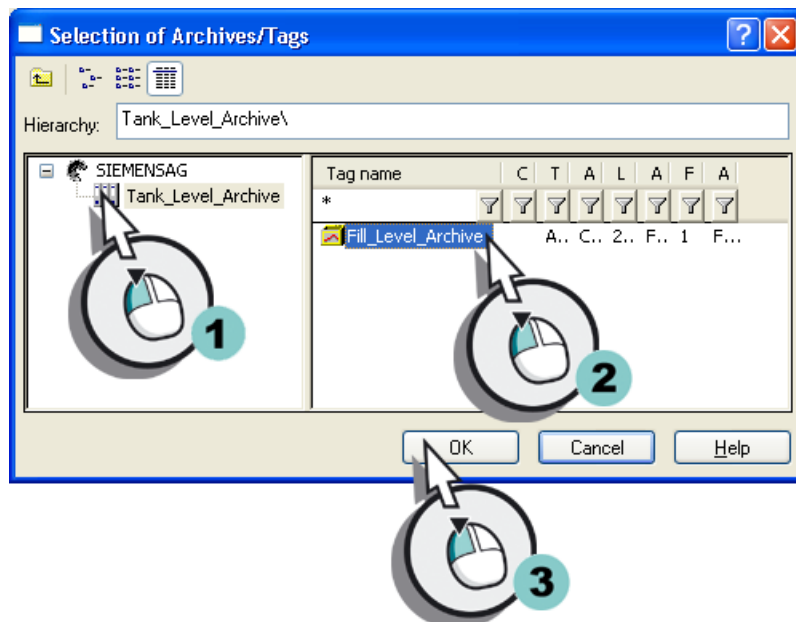 Selection of Archives/Tags
Hierarchy: Tank_Level_Archive\
SIEMENSAG
Tank_Level_Archive
Tag name C T A L A F A
*
Fill_Level_Archive A.. C.. 2.. F.. 1 F...
1
2
OK Cancel Help
3